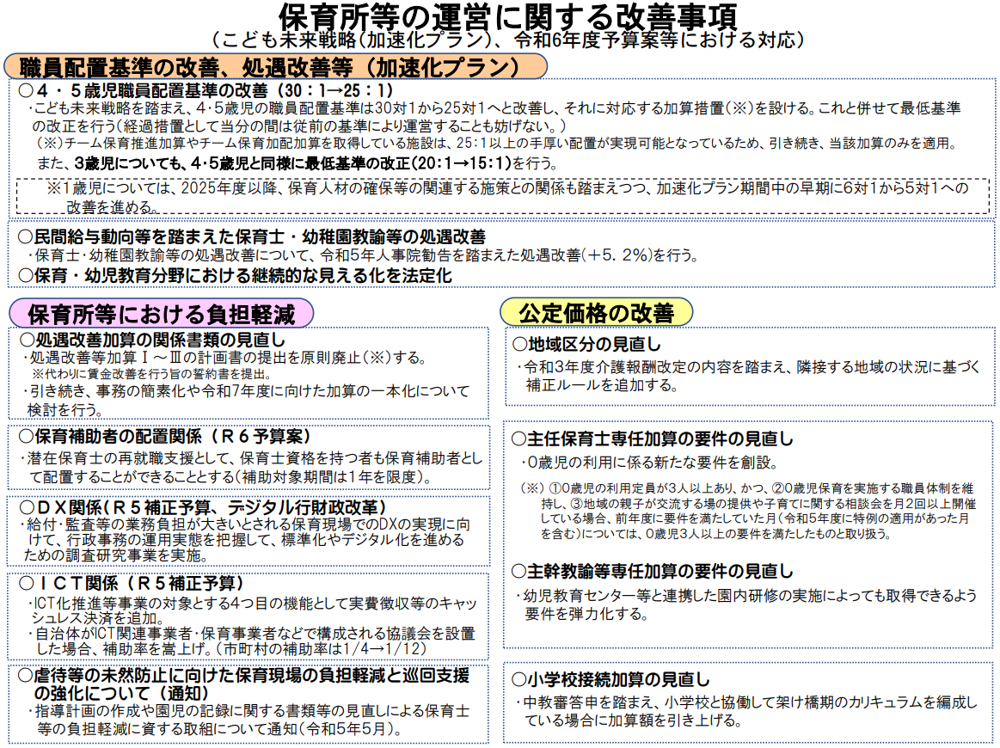 保育所等の運営に関する改善事項
（こども未来戦略（加速化プラン）、令和6年度予算案等における対応）
職員配置基準の改善、処遇改善等（加速化プラン）
○４・５歳児職員配置基準の改善（30：1→25：1）
・こども未来戦略を踏まえ、４・５歳児の職員配置基準は30対１から25対１へと改善し、それに対応する加算措置（※）を設ける。これと併せて最低基準
の改正を行う（経過措置として当分の間は従前の基準により運営することも妨げない。）
（※）チーム保育推進加算やチーム保育加配加算を取得している施設は、25：1以上の手厚い配置が実現可能となっているため、引き続き、当該加算のみを適用。
また、３歳児についても、４・５歳児と同様に最低基準の改正（20：1→15：1）を行う。
※１歳児については、2025年度以降、保育人材の確保等の関連する施策との関係も踏まえつつ、加速化プラン期間中の早期に６対１から５対１への
改善を進める。
○民間給与動向等を踏まえた保育士・幼稚園教諭等の処遇改善
・保育士・幼稚園教諭等の処遇改善について、令和５年人事院勧告を踏まえた処遇改善（＋５．２％）を行う。
○保育・幼児教育分野における継続的な見える化を法定化
保育所等における負担軽減
○処遇改善加算の関係書類の見直し
・処遇改善等加算Ⅰ～Ⅲの計画書の提出を原則廃止（※）する。
※代わりに賃金改善を行う旨の誓約書を提出。
・引き続き、事務の簡素化や令和７年度に向けた加算の一本化について
検討を行う。
○保育補助者の配置関係（Ｒ６予算案）
・潜在保育士の再就職支援として、保育士資格を持つ者も保育補助者とし
て配置することができることとする（補助対象期間は１年を限度）。
○ＤＸ関係（Ｒ５補正予算、デジタル行財政改革）
・給付・監査等の業務負担が大きいとされる保育現場でのDXの実現に向
けて、行政事務の運用実態を把握して、標準化やデジタル化を進める
ための調査研究事業を実施。
○ＩＣＴ関係（Ｒ５補正予算）
・ICT化推進等事業の対象とする４つ目の機能として実費徴収等のキャッ
シュレス決済を追加。
・自治体がICT関連事業者・保育事業者などで構成される協議会を設置
した場合、補助率を嵩上げ。（市町村の補助率は1/4→1/12）
○虐待等の未然防止に向けた保育現場の負担軽減と巡回支援
の強化について（通知）
・指導計画の作成や園児の記録に関する書類等の見直しによる保育士
等の負担軽減に資する取組について通知（令和５年５月）。
公定価格の改善
○地域区分の見直し
・令和３年度介護報酬改定の内容を踏まえ、隣接する地域の状況に基づく
補正ルールを追加する。
○主任保育士専任加算の要件の見直し
・０歳児の利用に係る新たな要件を創設。
（※）①０歳児の利用定員が３人以上あり、かつ、②０歳児保育を実施する職員体制を維
持し、③地域の親子が交流する場の提供や子育てに関する相談会を月２回以上開催
している場合、前年度に要件を満たしていた月（令和５年度に特例の適用があった月
を含む）については、０歳児３人以上の要件を満たしたものと取り扱う。
○主幹教諭等専任加算の要件の見直し
・幼児教育センター等と連携した園内研修の実施によっても取得できるよう
要件を弾力化する。
○小学校接続加算の見直し
・中教審答申を踏まえ、小学校と協働して架け橋期のカリキュラムを編成し
ている場合に加算額を引き上げる。